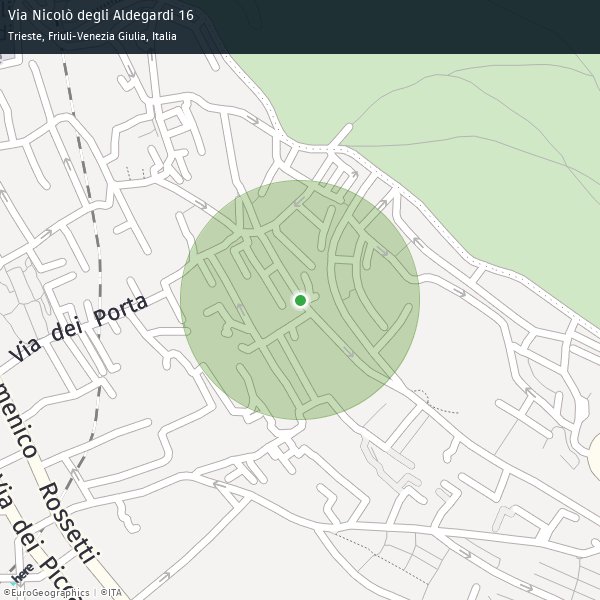 Via Nicolò degli Aldegardi 16
Trieste, Friuli-Venezia Giulia, Italia
Via dei Porta
menico Rossetti
Via dei Picc
here
©EuroGeographics | ©ITA